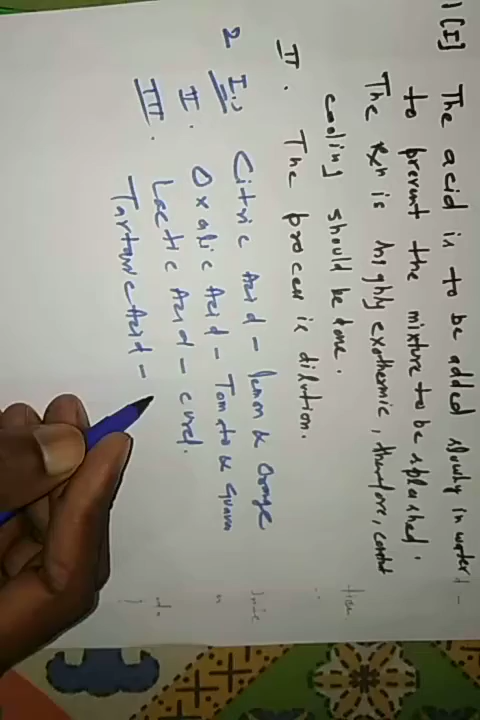 1 [I] The acid is to be added slowly in water
to prevent the mixture to be splashed.
The Rxn is highly exothermic, therefore,
cooling should be done.
II. The process is dilution.
2 I.) Citric Acid - Lemon & Orange
II. Oxalic Acid - Tomato & Guava
III. Lactic Acid - curd.
Tartaric Acid -